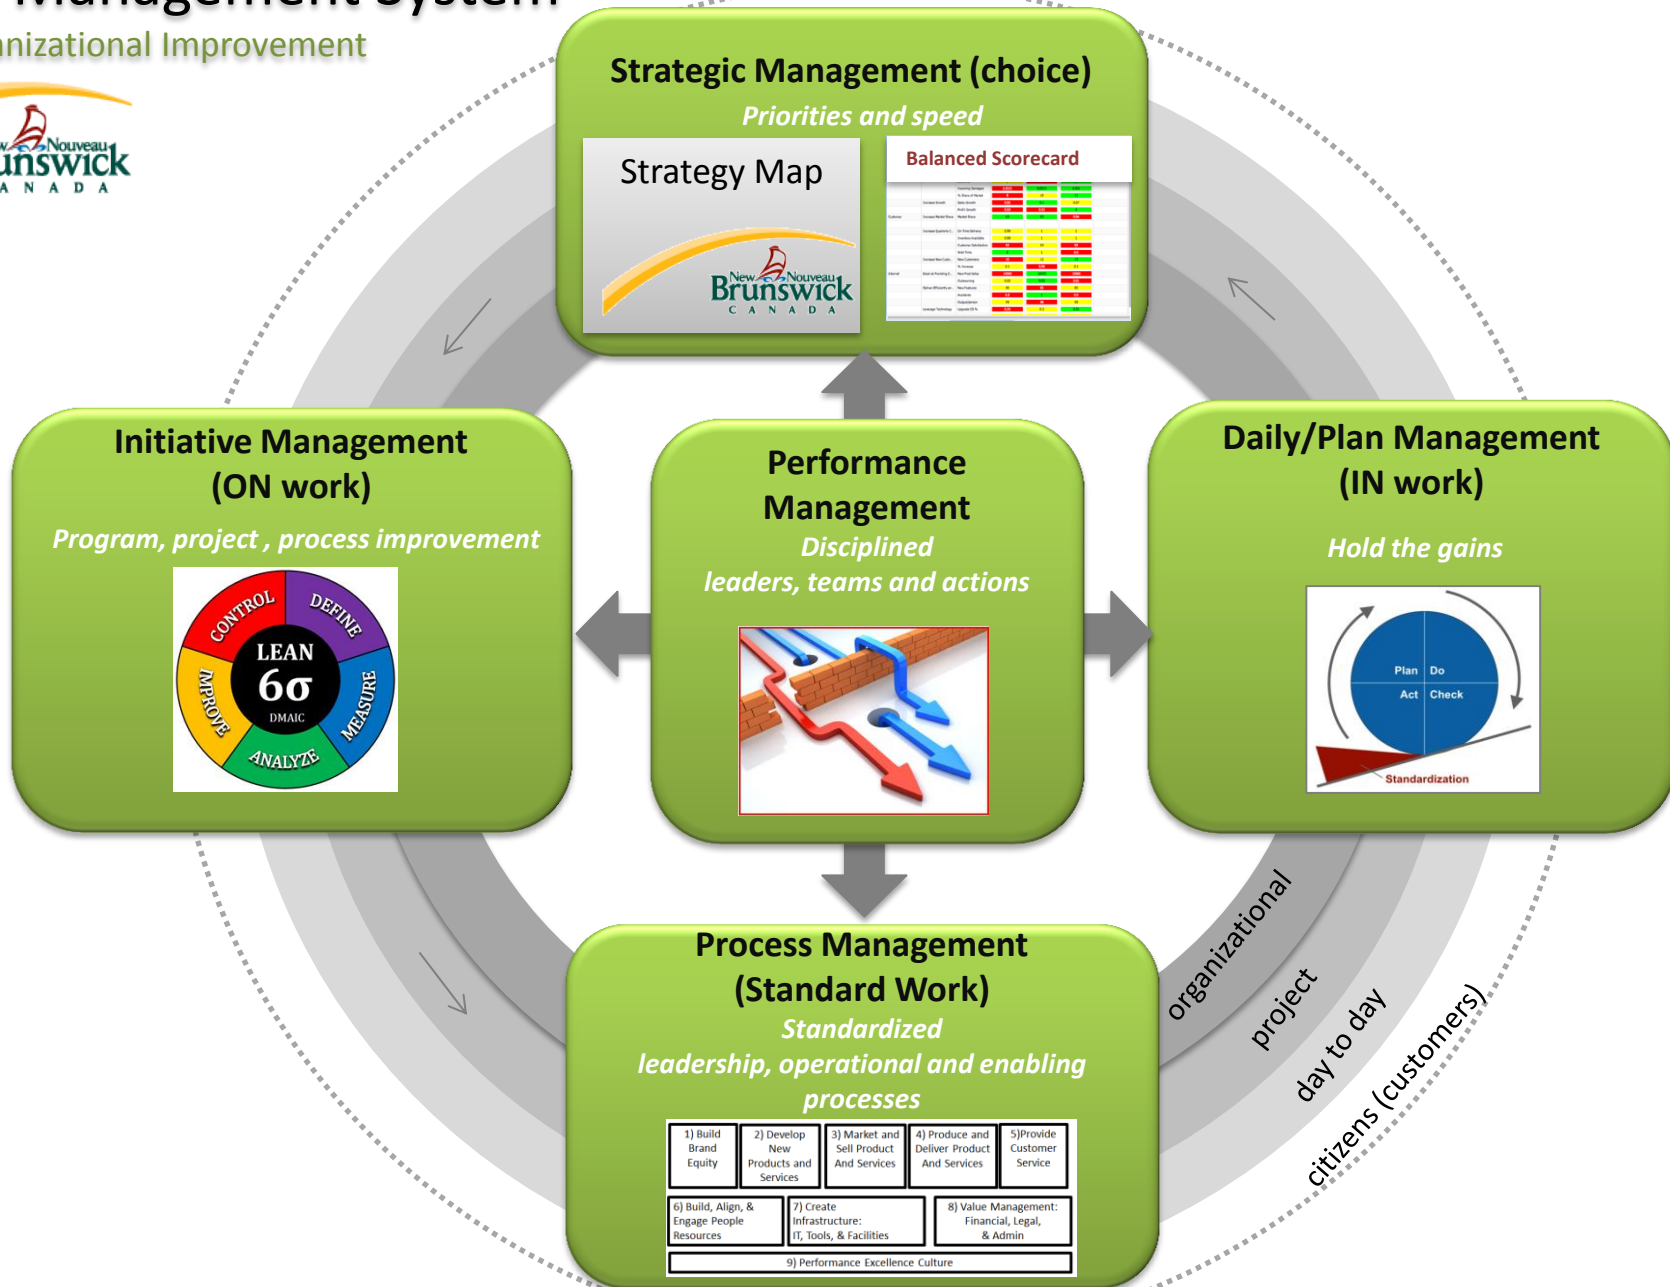 Management System
nizational Improvement
Nouveau
unswick
C A N A D A
Strategic Management (choice)
Priorities and speed
Strategy Map
New Nouveau
Brunswick
C A N A D A
Balanced Scorecard
Initiative Management
(ON work)
Program, project , process improvement
CONTROL
DEFINE
MEASURE
ANALYZE
IMPROVE
LEAN
6σ
DMAIC
Performance
Management
Disciplined
leaders, teams and actions
Daily/Plan Management
(IN work)
Hold the gains
Plan Do
Act Check
Standardization
Process Management
(Standard Work)
Standardized
leadership, operational and enabling
processes
1) Build
Brand
Equity
2) Develop
New
Products and
Services
3) Market and
Sell Product
And Services
4) Produce and
Deliver Product
And Services
5)Provide
Customer
Service
6) Build, Align, &
Engage People
Resources
7) Create
Infrastructure:
IT, Tools, & Facilities
8) Value Management:
Financial, Legal,
& Admin
9) Performance Excellence Culture
organizational
project
day to day
citizens (customers)